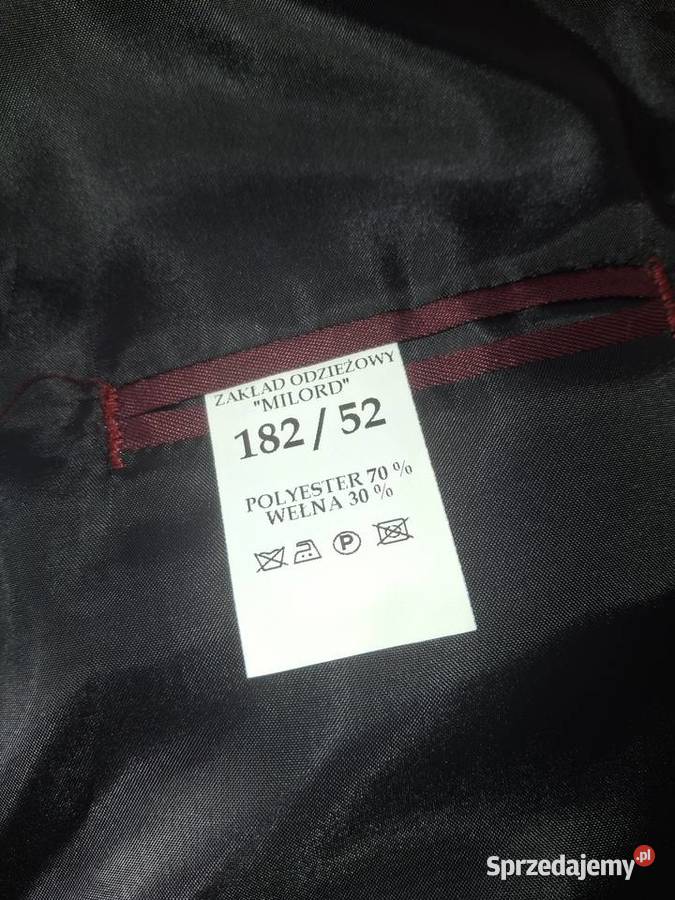 ZAKŁAD ODZIEŻOWY
"MILORD"
182 / 52
POLYESTER 70 %
WEŁNA 30 %
P
Sprzedajemy.pl